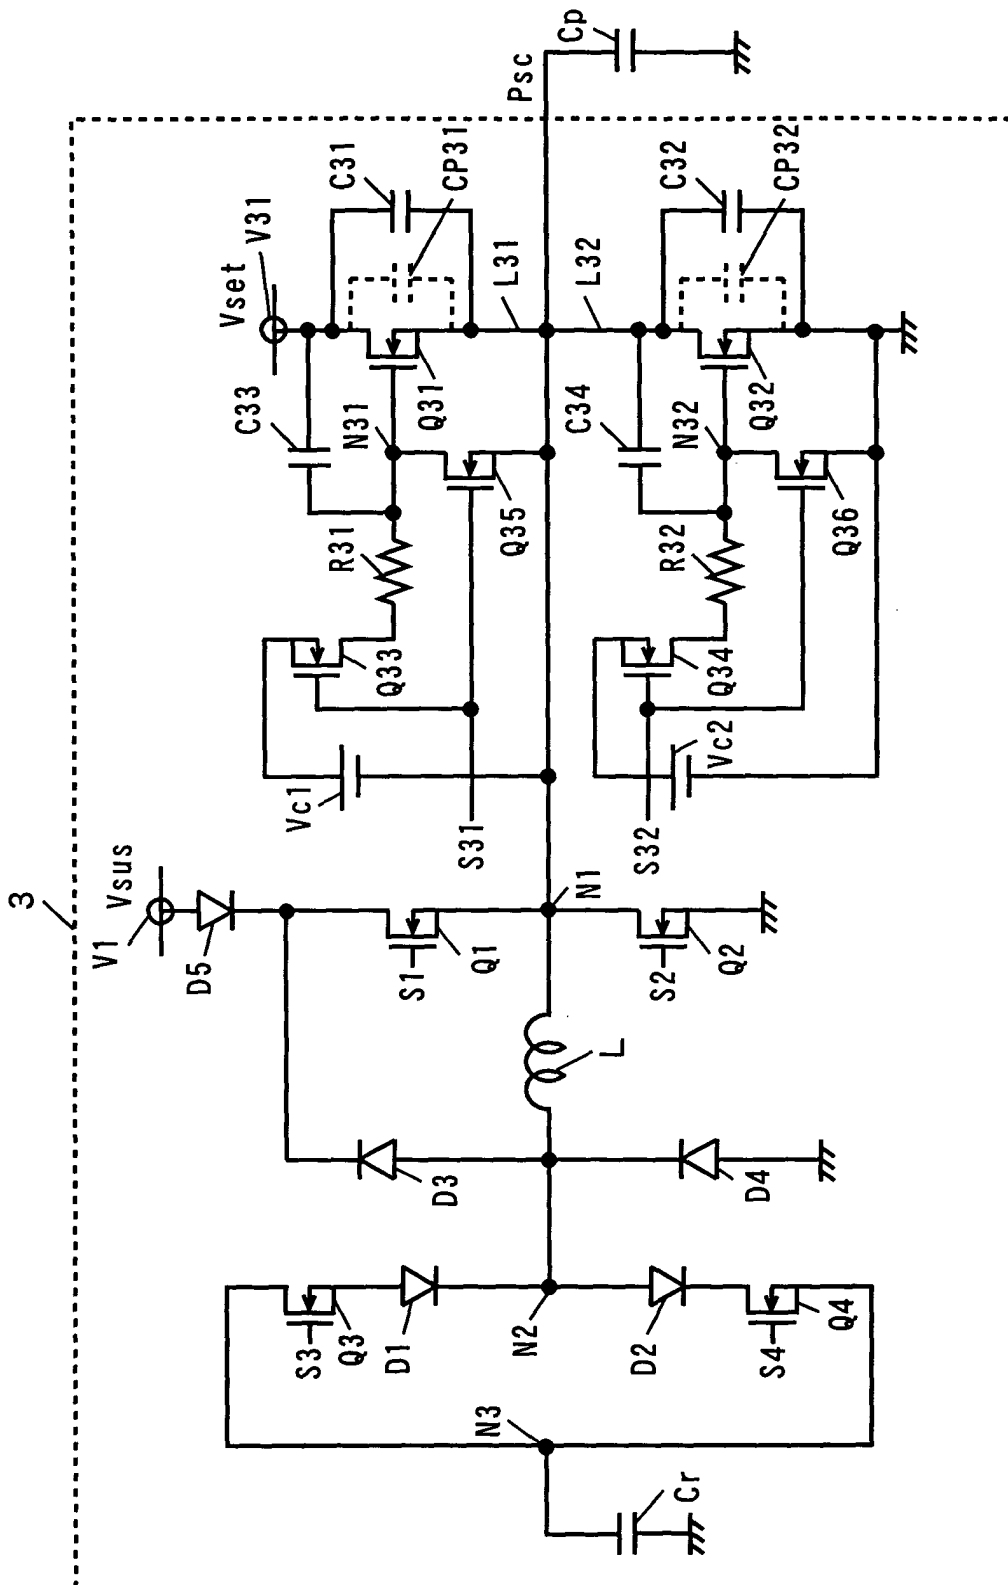 3
V1
Vsus
D5
Vset
V31
C33
C31
CP31
N31
Q31
R31
Q33
Q35
L31
Vc1
S31
S1
Q1
D3
S3
Q3
D1
Psc
Cp
N1
L
N2
N3
L32
C34
C32
CP32
N32
Q32
R32
Q34
Q36
Vc2
S32
S2
Q2
D4
D2
S4
Q4
Cr